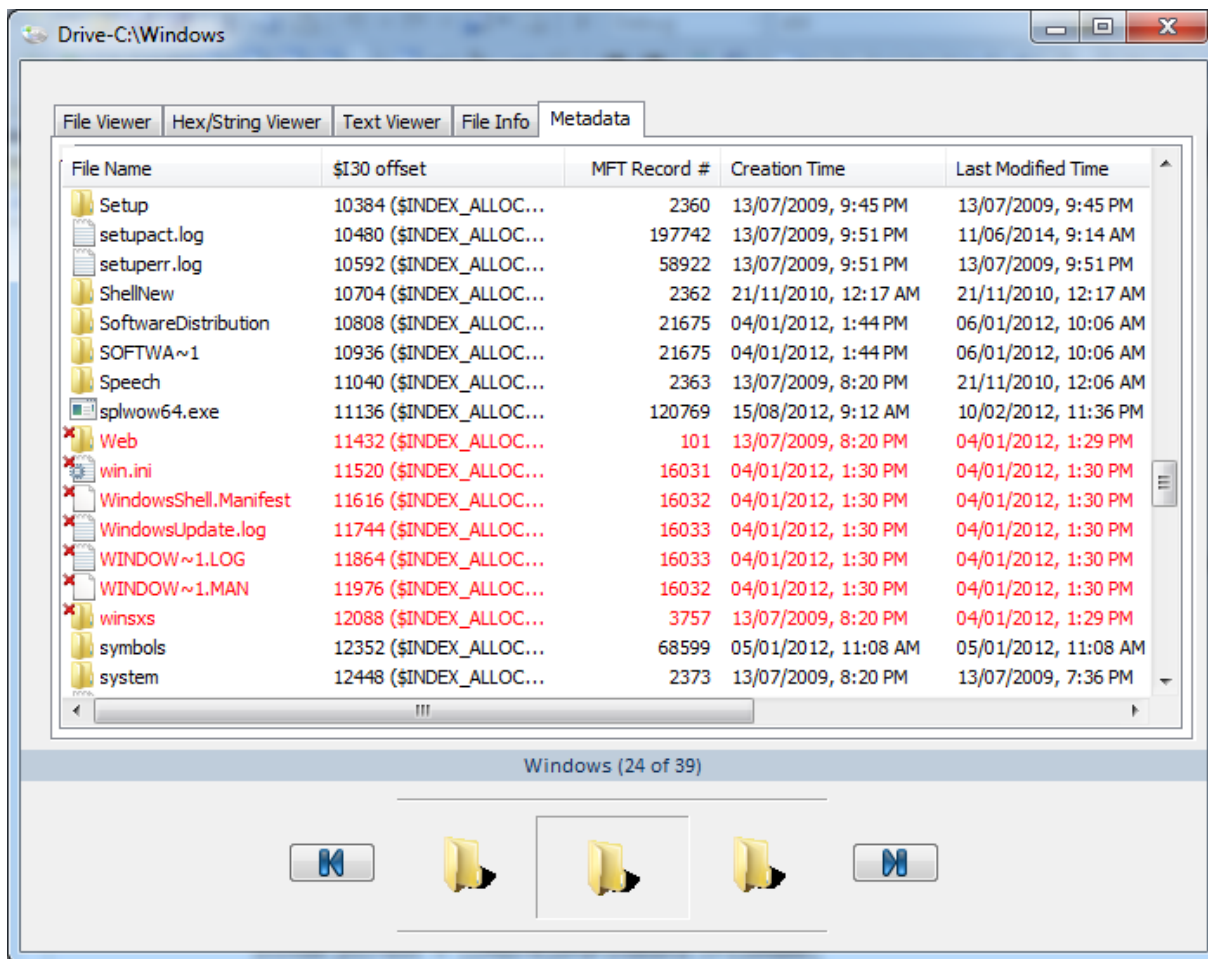 Drive-C:\Windows
File Viewer Hex/String Viewer Text Viewer File Info Metadata
File Name $I30 offset MFT Record # Creation Time Last Modified Time
Setup 10384 ($INDEX_ALLOC... 2360 13/07/2009, 9:45 PM 13/07/2009, 9:45 PM
setupact.log 10480 ($INDEX_ALLOC... 197742 13/07/2009, 9:51 PM 11/06/2014, 9:14 AM
setuperr.log 10592 ($INDEX_ALLOC... 58922 13/07/2009, 9:51 PM 13/07/2009, 9:51 PM
ShellNew 10704 ($INDEX_ALLOC... 2362 21/11/2010, 12:17 AM 21/11/2010, 12:17 AM
SoftwareDistribution 10808 ($INDEX_ALLOC... 21675 04/01/2012, 1:44 PM 06/01/2012, 10:06 AM
SOFTWA~1 10936 ($INDEX_ALLOC... 21675 04/01/2012, 1:44 PM 06/01/2012, 10:06 AM
Speech 11040 ($INDEX_ALLOC... 2363 13/07/2009, 8:20 PM 21/11/2010, 12:06 AM
splwow64.exe 11136 ($INDEX_ALLOC... 120769 15/08/2012, 9:12 AM 10/02/2012, 11:36 PM
Web 11432 ($INDEX_ALLOC... 101 13/07/2009, 8:20 PM 04/01/2012, 1:29 PM
win.ini 11520 ($INDEX_ALLOC... 16031 04/01/2012, 1:30 PM 04/01/2012, 1:30 PM
WindowsShell.Manifest 11616 ($INDEX_ALLOC... 16032 04/01/2012, 1:30 PM 04/01/2012, 1:30 PM
WindowsUpdate.log 11744 ($INDEX_ALLOC... 16033 04/01/2012, 1:30 PM 04/01/2012, 1:30 PM
WINDOW~1.LOG 11864 ($INDEX_ALLOC... 16033 04/01/2012, 1:30 PM 04/01/2012, 1:30 PM
WINDOW~1.MAN 11976 ($INDEX_ALLOC... 16032 04/01/2012, 1:30 PM 04/01/2012, 1:30 PM
winsxs 12088 ($INDEX_ALLOC... 3757 13/07/2009, 8:20 PM 04/01/2012, 1:29 PM
symbols 12352 ($INDEX_ALLOC... 68599 05/01/2012, 11:08 AM 05/01/2012, 11:08 AM
system 12448 ($INDEX_ALLOC... 2373 13/07/2009, 8:20 PM 13/07/2009, 7:36 PM
Windows (24 of 39)